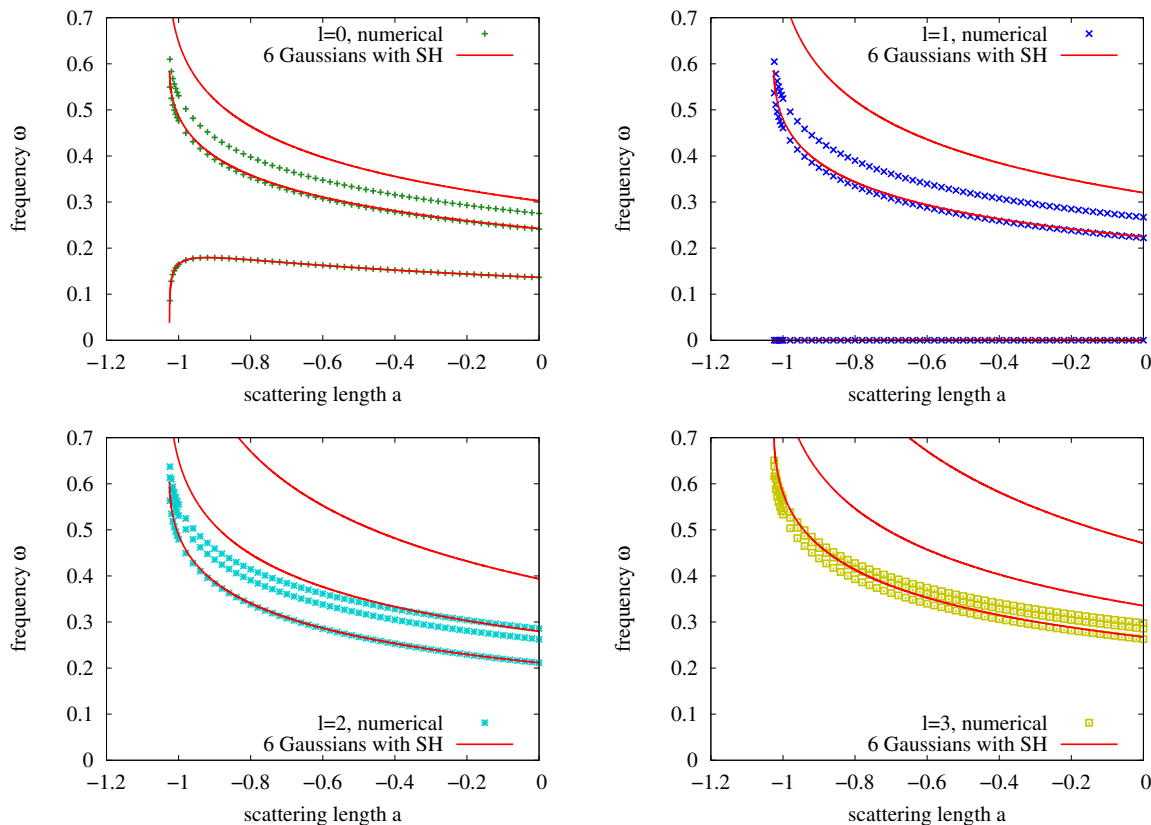 0.7
0.6
0.5
0.4
0.3
0.2
0.1
0
−1.2 −1 −0.8 −0.6 −0.4 −0.2 0
frequency ω
scattering length a
l=0, numerical
6 Gaussians with SH
0.7
0.6
0.5
0.4
0.3
0.2
0.1
0
−1.2 −1 −0.8 −0.6 −0.4 −0.2 0
frequency ω
scattering length a
l=1, numerical
6 Gaussians with SH
0.7
0.6
0.5
0.4
0.3
0.2
0.1
0
−1.2 −1 −0.8 −0.6 −0.4 −0.2 0
frequency ω
scattering length a
l=2, numerical
6 Gaussians with SH
0.7
0.6
0.5
0.4
0.3
0.2
0.1
0
−1.2 −1 −0.8 −0.6 −0.4 −0.2 0
frequency ω
scattering length a
l=3, numerical
6 Gaussians with SH